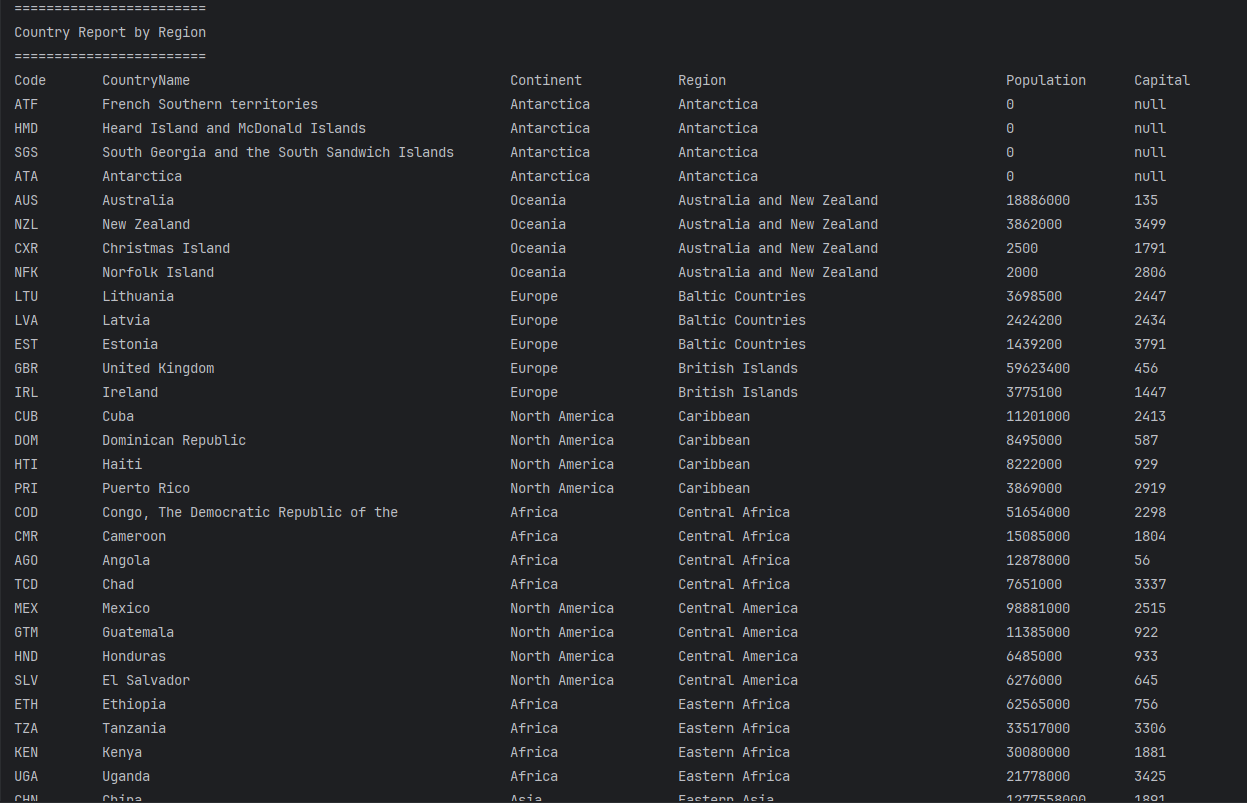 ========================
Country Report by Region
========================
Code CountryName Continent Region Population Capital
ATF French Southern territories Antarctica Antarctica 0 null
HMD Heard Island and McDonald Islands Antarctica Antarctica 0 null
SGS South Georgia and the South Sandwich Islands Antarctica Antarctica 0 null
ATA Antarctica Antarctica Antarctica 0 null
AUS Australia Oceania Australia and New Zealand 18886000 135
NZL New Zealand Oceania Australia and New Zealand 3862000 3499
CXR Christmas Island Oceania Australia and New Zealand 2500 1791
NFK Norfolk Island Oceania Australia and New Zealand 2000 2806
LTU Lithuania Europe Baltic Countries 3698500 2447
LVA Latvia Europe Baltic Countries 2424200 2434
EST Estonia Europe Baltic Countries 1439200 3791
GBR United Kingdom Europe British Islands 59623400 456
IRL Ireland Europe British Islands 3775100 1447
CUB Cuba North America Caribbean 11201000 2413
DOM Dominican Republic North America Caribbean 8495000 587
HTI Haiti North America Caribbean 8222000 929
PRI Puerto Rico North America Caribbean 3869000 2919
COD Congo, The Democratic Republic of the Africa Central Africa 51654000 2298
CMR Cameroon Africa Central Africa 15085000 1804
AGO Angola Africa Central Africa 12878000 56
TCD Chad Africa Central Africa 7651000 3337
MEX Mexico North America Central America 98881000 2515
GTM Guatemala North America Central America 11385000 922
HND Honduras North America Central America 6485000 933
SLV El Salvador North America Central America 6276000 645
ETH Ethiopia Africa Eastern Africa 62565000 756
TZA Tanzania Africa Eastern Africa 33517000 3306
KEN Kenya Africa Eastern Africa 30080000 1881
UGA Uganda Africa Eastern Africa 21778000 3425
CHN China Asia Eastern Asia 1277558000 1891